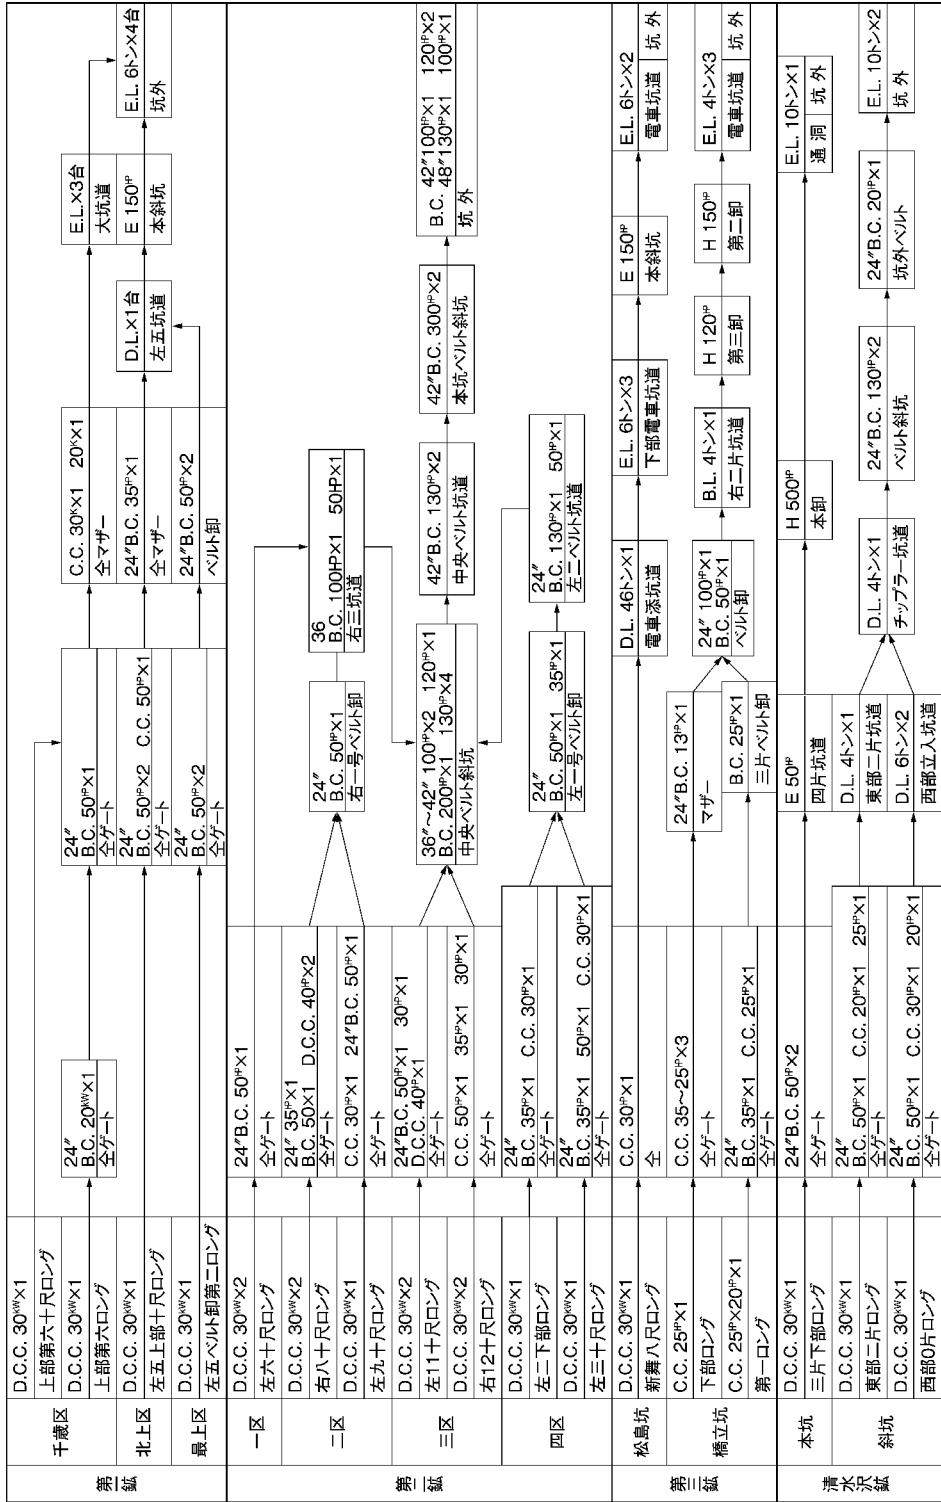 第一鉱
千歳区
D.C.C. 30KW×1
上部第六十尺ロング
D.C.C. 30KW×1
上部第六ロング
24″
B.C. 20KW×1
全ゲート
24″
B.C. 50HP×1
全ゲート
C.C. 30K×1 20K×1
全マザー
E.L.×3台
大坑道
北上区
D.C.C. 30KW×1
左五上部十尺ロング
24″
B.C. 50HP×2 C.C. 50HP×1
全ゲート
24″B.C. 35HP×1
全マザー
D.L.×1台
左五坑道
E 150HP
本斜坑
E.L. 6トン×4台
坑外
最上区
D.C.C. 30KW×1
左五ベルト卸第二ロング
24″
B.C. 50HP×2
全ゲート
24″B.C. 50HP×2
ベルト卸
第二鉱
一区
D.C.C. 30KW×2
左六十尺ロング
24″B.C. 50HP×1
全ゲート
二区
D.C.C. 30KW×2
右八十尺ロング
24″ 35HP×1
B.C. 50×1 D.C.C. 40HP×2
全ゲート
D.C.C. 30KW×1
左九十尺ロング
C.C. 30HP×1 24″B.C. 50HP×1
全ゲート
24″
B.C. 50HP×1
右一号ベルト卸
36
B.C. 100HP×1 50HP×1
右三坑道
三区
D.C.C. 30KW×2
左11十尺ロング
24″B.C. 50HP×1 30HP×1
D.C.C. 40HP×1
全ゲート
D.C.C. 30KW×2
右12十尺ロング
C.C. 50HP×1 35HP×1 30HP×1
全ゲート
36″～42″ 100HP×2 120HP×1
B.C. 200HP×1 130HP×4
中央ベルト斜坑
42″B.C. 130HP×2
中央ベルト坑道
42″B.C. 300HP×2
本坑ベルト斜坑
B.C. 42″100HP×1 120HP×2
48″130HP×1 100HP×1
坑外
四区
D.C.C. 30KW×1
左二下部ロング
24″
B.C. 35HP×1 C.C. 30HP×1
全ゲート
D.C.C. 30KW×1
左三十尺ロング
24″
B.C. 35HP×1 50HP×1 C.C. 30HP×1
全ゲート
24″
B.C. 50HP×1 35HP×1
左一号ベルト卸
24″
B.C. 130HP×1 50HP×1
左二ベルト坑道
第三鉱
松島坑
D.C.C. 30KW×1
新舞八尺ロング
C.C. 30HP×1
全
D.L. 46トン×1
電車添坑道
E.L. 6トン×3
下部電車坑道
E 150HP
本斜坑
E.L. 6トン×2
電車坑道 坑外
橋立坑
C.C. 25HP×1
下部ロング
C.C. 35～25HP×3
全ゲート
24″B.C. 13HP×1
マザー
C.C. 25HP×20HP×1
第一ロング
24″
B.C. 35HP×1 C.C. 25HP×1
全ゲート
B.C. 25HP×1
三片ベルト卸
24″ 100HP×1
B.C. 50HP×1
ベルト卸
B.L. 4トン×1
右二片坑道
H 120HP
第三卸
H 150HP
第二卸
E.L. 4トン×3
電車坑道 坑外
清水沢鉱
本坑
D.C.C. 30KW×1
三片下部ロング
24″B.C. 50HP×2
全ゲート
E 50HP
四片坑道
H 500HP
本卸
E.L. 10トン×1
通洞 坑外
斜坑
D.C.C. 30KW×1
東部二片ロング
24″
B.C. 50HP×1 C.C. 20HP×1 25HP×1
全ゲート
D.L. 4トン×1
東部二片坑道
D.C.C. 30KW×1
西部0片ロング
24″
B.C. 50HP×1 C.C. 30HP×1 20HP×1
全ゲート
D.L. 6トン×2
西部立入坑道
D.L. 4トン×1
チップラー坑道
24″B.C. 130HP×2
ベルト斜坑
24″B.C. 20HP×1
坑外ベルト
E.L. 10トン×2
坑外